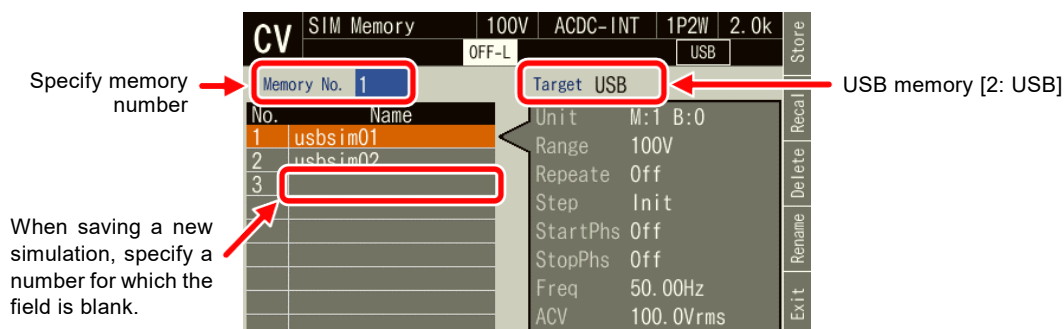 CV
SIM Memory
100V
ACDC-INT
1P2W
2.0k
OFF-L
USB
Specify memory
number
Memory No. 1
Target USB
USB memory [2: USB]
No. Name
1 usbsim01
2 usbsim02
3
Unit M:1 B:0
Range 100V
Repeate Off
Step Init
StartPhs Off
StopPhs Off
Freq 50.00Hz
ACV 100.0Vrms
When saving a new
simulation, specify a
number for which the
field is blank.
Store
Recal
Delete
Rename
Exit